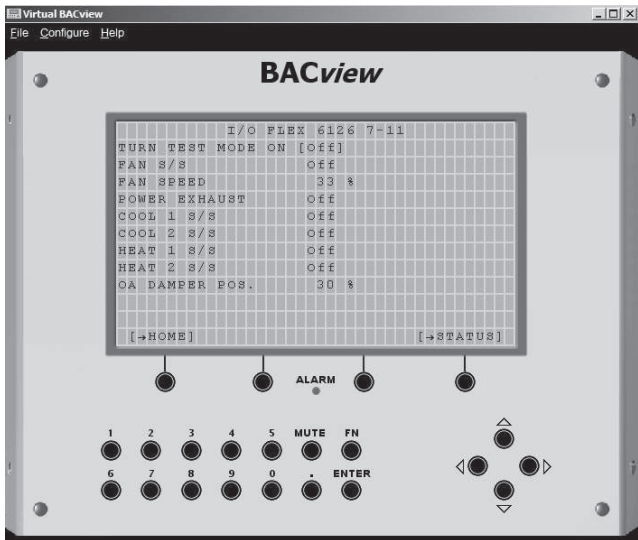 Virtual BACview
File Configure Help
BACview
I/O FLEX 6126 7-11
TURN TEST MODE ON [Off]
FAN S/S Off
FAN SPEED 33 %
POWER EXHAUST Off
COOL 1 S/S Off
COOL 2 S/S Off
HEAT 1 S/S Off
HEAT 2 S/S Off
OA DAMPER POS. 30 %
[→HOME] [→STATUS]
ALARM
1 2 3 4 5 MUTE FN
6 7 8 9 0 . ENTER